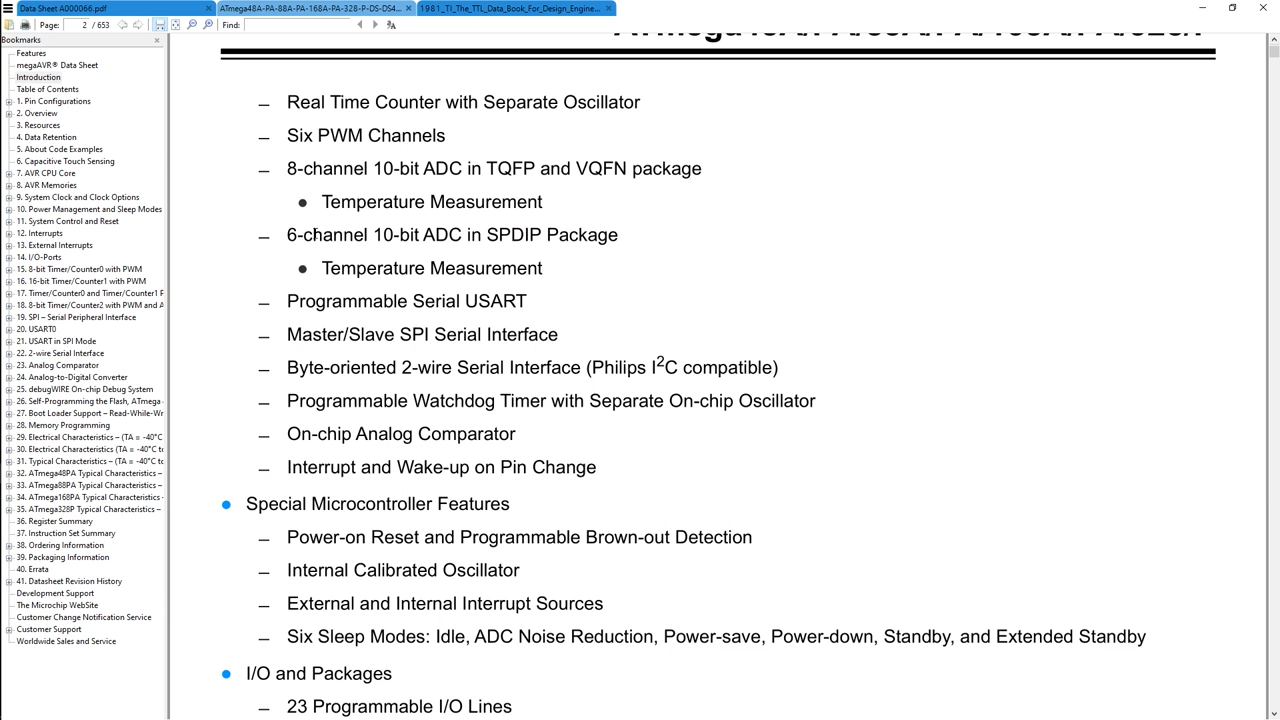 Data Sheet A000066.pdf
ATmega48A-PA-88A-PA-168A-PA-328-P-DS-DS4...
1981_TI_The_TTL_Data_Book_For_Design_Engine...
Page: 2 / 653 Find:
Bookmarks
Features
megaAVR® Data Sheet
Introduction
Table of Contents
1. Pin Configurations
2. Overview
3. Resources
4. Data Retention
5. About Code Examples
6. Capacitive Touch Sensing
7. AVR CPU Core
8. AVR Memories
9. System Clock and Clock Options
10. Power Management and Sleep Modes
11. System Control and Reset
12. Interrupts
13. External Interrupts
14. I/O-Ports
15. 8-bit Timer/Counter0 with PWM
16. 16-bit Timer/Counter1 with PWM
17. Timer/Counter0 and Timer/Counter1 P
18. 8-bit Timer/Counter2 with PWM and A
19. SPI – Serial Peripheral Interface
20. USART0
21. USART in SPI Mode
22. 2-wire Serial Interface
23. Analog Comparator
24. Analog-to-Digital Converter
25. debugWIRE On-chip Debug System
26. Self-Programming the Flash, ATmega
27. Boot Loader Support – Read-While-Wr
28. Memory Programming
29. Electrical Characteristics – (TA = -40°C
30. Electrical Characteristics (TA = -40°C to
31. Typical Characteristics – (TA = -40°C to
32. ATmega48PA Typical Characteristics –
33. ATmega88PA Typical Characteristics –
34. ATmega168PA Typical Characteristics
35. ATmega328P Typical Characteristics –
36. Register Summary
37. Instruction Set Summary
38. Ordering Information
39. Packaging Information
40. Errata
41. Datasheet Revision History
Development Support
The Microchip WebSite
Customer Change Notification Service
Customer Support
Worldwide Sales and Service
– Real Time Counter with Separate Oscillator
– Six PWM Channels
– 8-channel 10-bit ADC in TQFP and VQFN package
• Temperature Measurement
– 6-channel 10-bit ADC in SPDIP Package
• Temperature Measurement
– Programmable Serial USART
– Master/Slave SPI Serial Interface
– Byte-oriented 2-wire Serial Interface (Philips I²C compatible)
– Programmable Watchdog Timer with Separate On-chip Oscillator
– On-chip Analog Comparator
– Interrupt and Wake-up on Pin Change
• Special Microcontroller Features
– Power-on Reset and Programmable Brown-out Detection
– Internal Calibrated Oscillator
– External and Internal Interrupt Sources
– Six Sleep Modes: Idle, ADC Noise Reduction, Power-save, Power-down, Standby, and Extended Standby
• I/O and Packages
– 23 Programmable I/O Lines